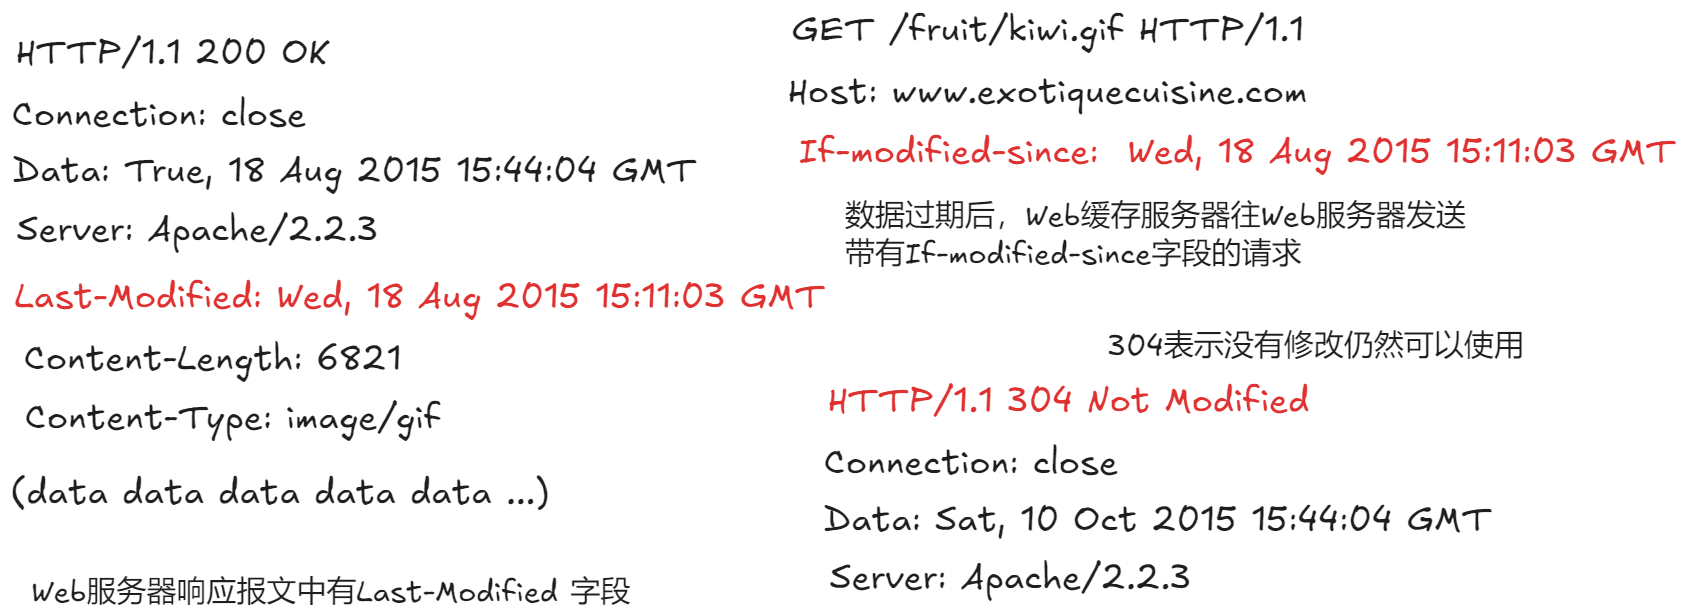 HTTP/1.1 200 OK
Connection: close
Data: True, 18 Aug 2015 15:44:04 GMT
Server: Apache/2.2.3
Last-Modified: Wed, 18 Aug 2015 15:11:03 GMT
Content-Length: 6821
Content-Type: image/gif
(data data data data data ...)
Web服务器响应报文中有Last-Modified 字段
GET /fruit/kiwi.gif HTTP/1.1
Host: www.exotiquecuisine.com
If-modified-since: Wed, 18 Aug 2015 15:11:03 GMT
数据过期后，Web缓存服务器往Web服务器发送
带有If-modified-since字段的请求
304表示没有修改仍然可以使用
HTTP/1.1 304 Not Modified
Connection: close
Data: Sat, 10 Oct 2015 15:44:04 GMT
Server: Apache/2.2.3